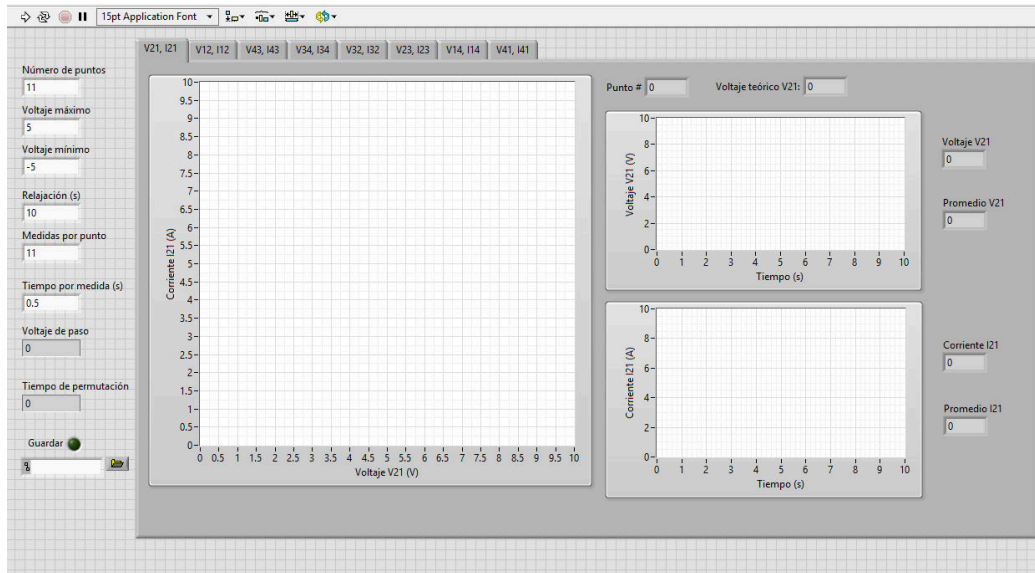 15pt Application Font
V21, I21 V12, I12 V43, I43 V34, I34 V32, I32 V23, I23 V14, I14 V41, I41
Número de puntos
11
Voltaje máximo
5
Voltaje mínimo
-5
Relajación (s)
10
Medidas por punto
11
Tiempo por medida (s)
0.5
Voltaje de paso
0
Tiempo de permutación
0
Guardar
Corriente I21 (A)
10
9.5
9
8.5
8
7.5
7
6.5
6
5.5
5
4.5
4
3.5
3
2.5
2
1.5
1
0.5
0
0 0.5 1 1.5 2 2.5 3 3.5 4 4.5 5 5.5 6 6.5 7 7.5 8 8.5 9 9.5 10
Voltaje V21 (V)
Punto # 0 Voltaje teórico V21: 0
Voltaje V21 (V)
10
8
6
4
2
0
0 1 2 3 4 5 6 7 8 9 10
Tiempo (s)
Voltaje V21
0
Promedio V21
0
Corriente I21 (A)
10
8
6
4
2
0
0 1 2 3 4 5 6 7 8 9 10
Tiempo (s)
Corriente I21
0
Promedio I21
0